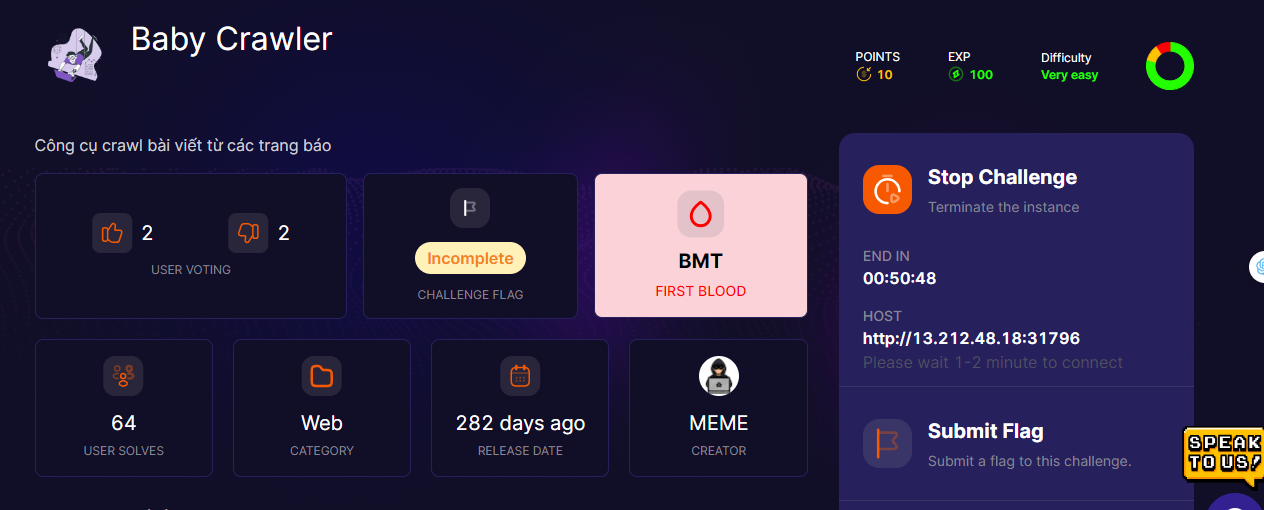 Baby Crawler
POINTS
10
EXP
100
Difficulty
Very easy
Công cụ crawl bài viết từ các trang báo
2
2
USER VOTING
Incomplete
CHALLENGE FLAG
BMT
FIRST BLOOD
64
USER SOLVES
Web
CATEGORY
282 days ago
RELEASE DATE
MEME
CREATOR
Stop Challenge
Terminate the instance
END IN
00:50:48
HOST
http://13.212.48.18:31796
Please wait 1-2 minute to connect
Submit Flag
Submit a flag to this challenge.
SPEAK
TO US!